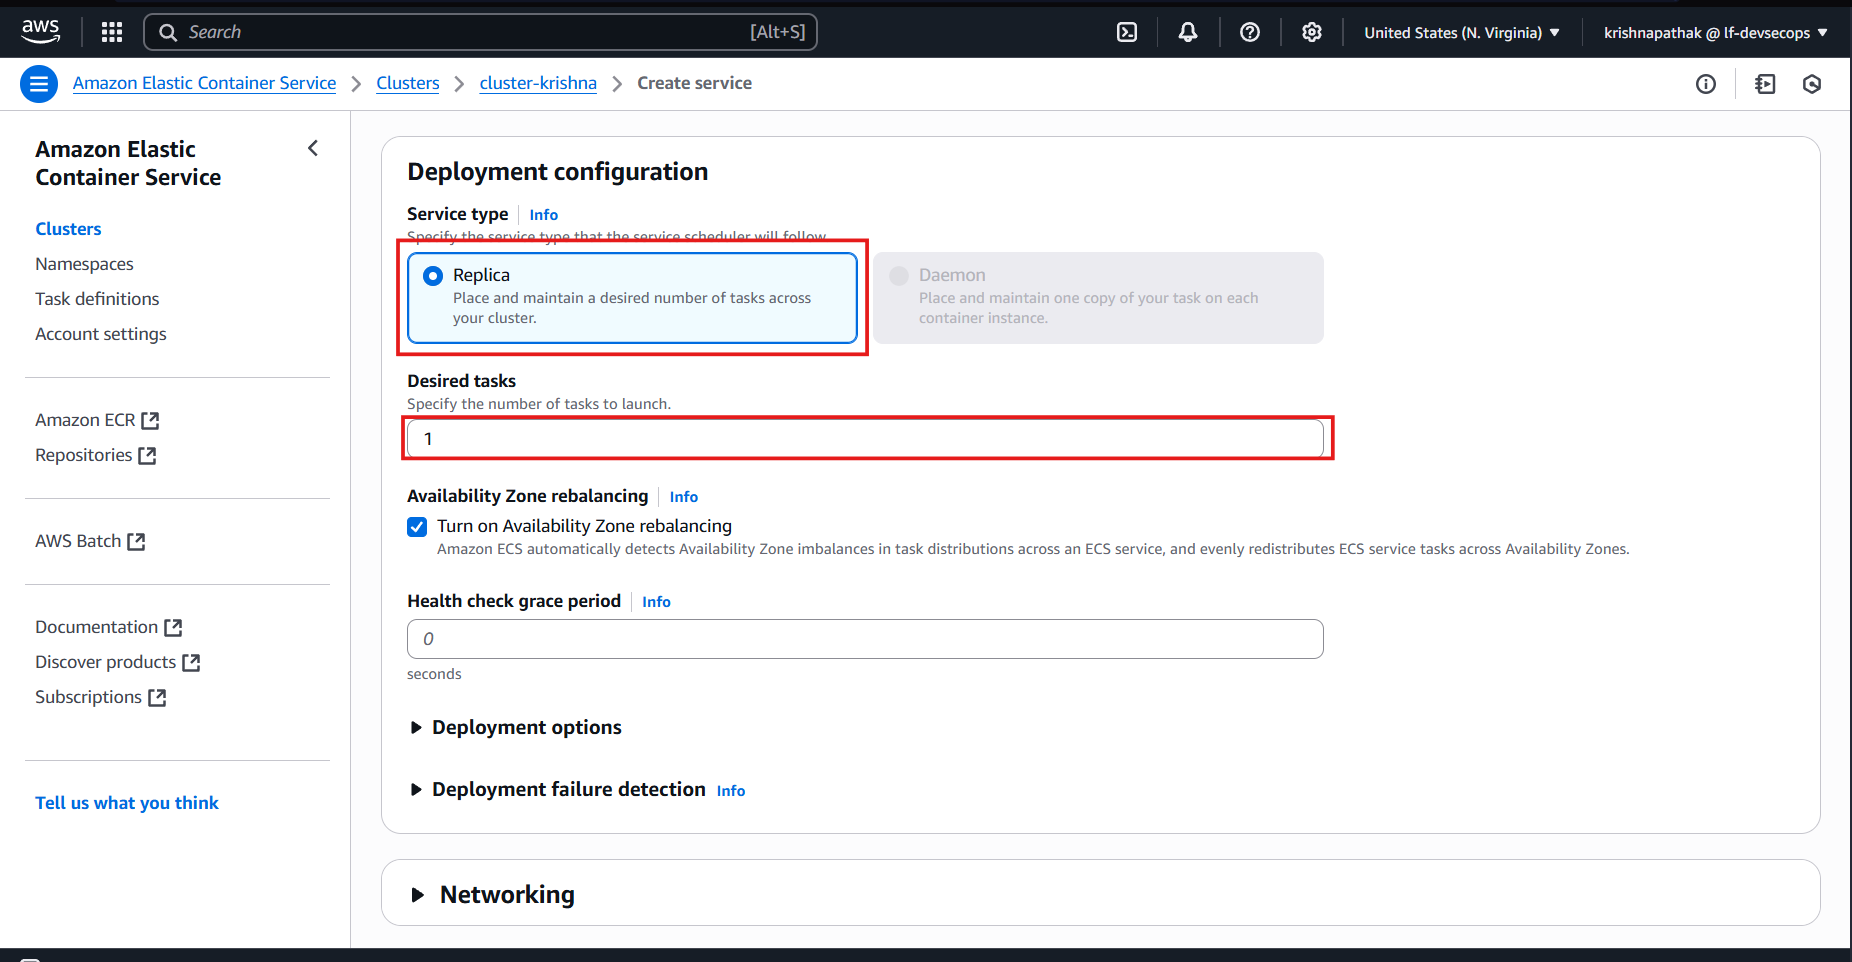 aws
Search [Alt+S]
United States (N. Virginia)
krishnapathak @ lf-devsecops
Amazon Elastic Container Service
Clusters
cluster-krishna
Create service
Amazon Elastic
Container Service
Clusters
Namespaces
Task definitions
Account settings
Amazon ECR
Repositories
AWS Batch
Documentation
Discover products
Subscriptions
Tell us what you think
Deployment configuration
Service type Info
Specify the service type that the service scheduler will follow.
Replica
Place and maintain a desired number of tasks across
your cluster.
Daemon
Place and maintain one copy of your task on each
container instance.
Desired tasks
Specify the number of tasks to launch.
1
Availability Zone rebalancing Info
Turn on Availability Zone rebalancing
Amazon ECS automatically detects Availability Zone imbalances in task distributions across an ECS service, and evenly redistributes ECS service tasks across Availability Zones.
Health check grace period Info
0
seconds
Deployment options
Deployment failure detection Info
Networking